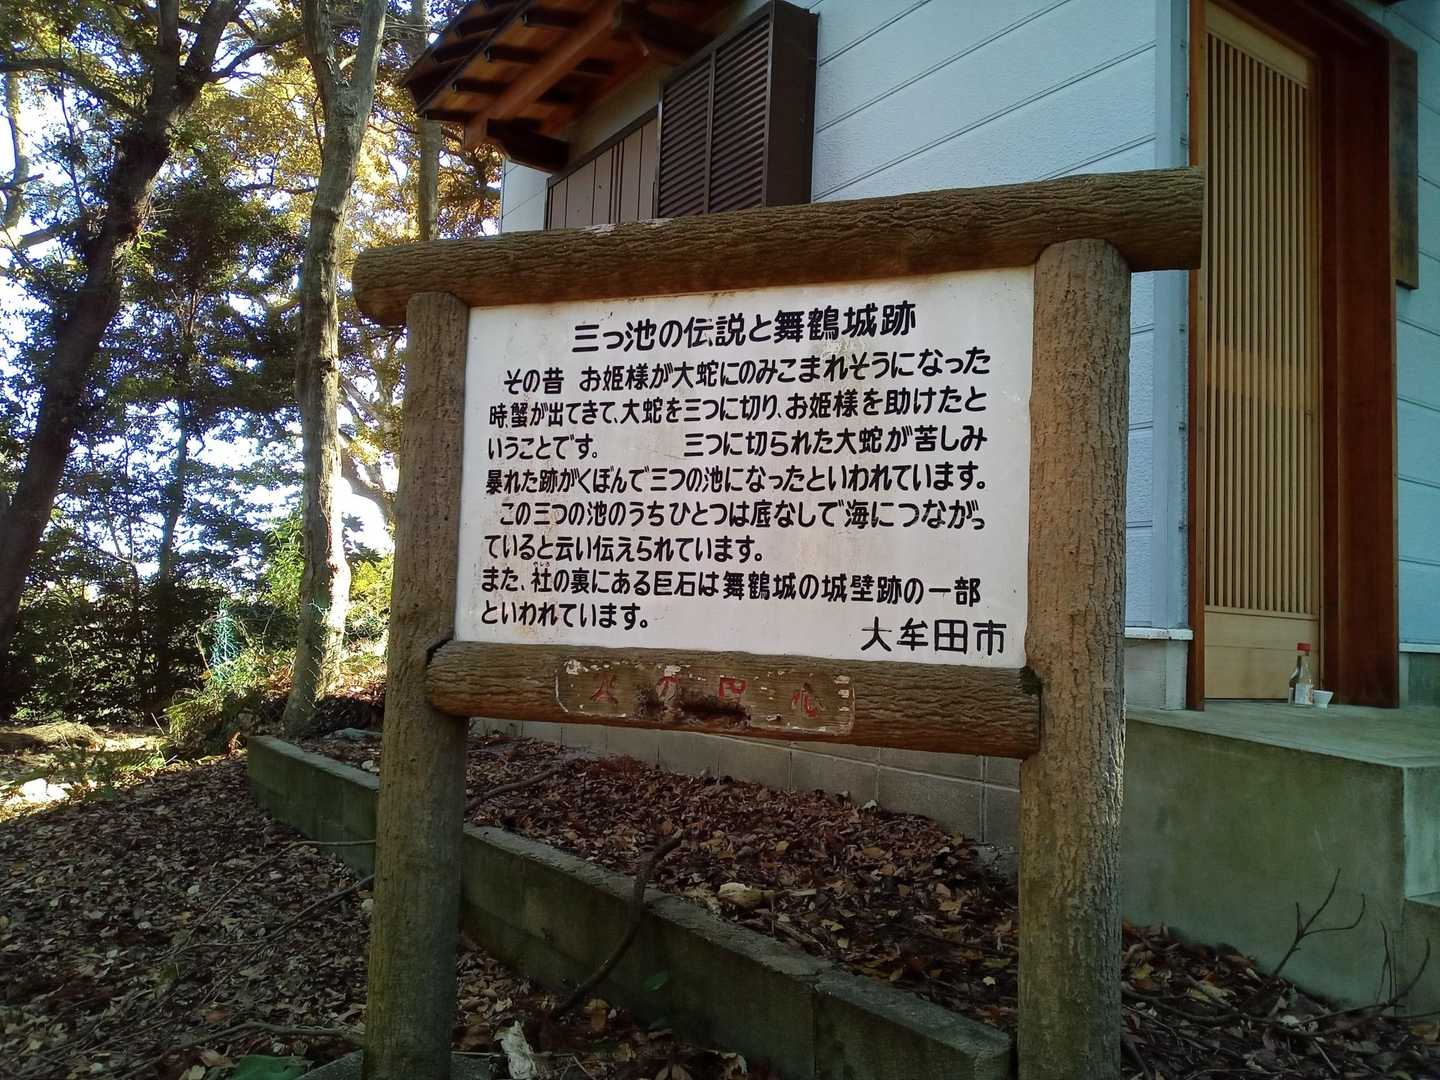 三っ池の伝説と舞鶴城跡
その昔 お姫様が大蛇にのみこまれそうになった
時、蟹が出てきて、大蛇を三つに切り、お姫様を助けたと
いうことです。 三つに切られた大蛇が苦しみ
暴れた跡がくぼんで三つの池になったといわれています。
この三つの池のうちひとつは底なしで海につながっ
ていると云い伝えられています。
また、社の裏にある巨石は舞鶴城の城壁跡の一部
といわれています。
大牟田市